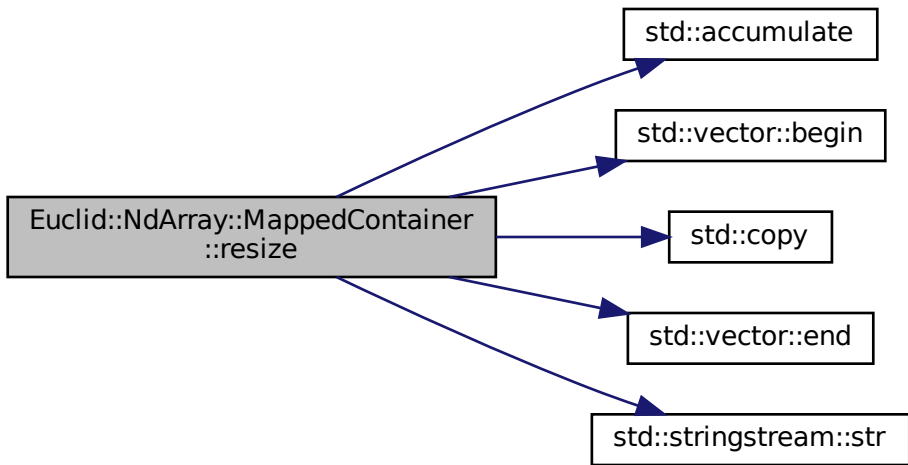 std::accumulate
std::vector::begin
Euclid::NdArray::MappedContainer
::resize
std::copy
std::vector::end
std::stringstream::str